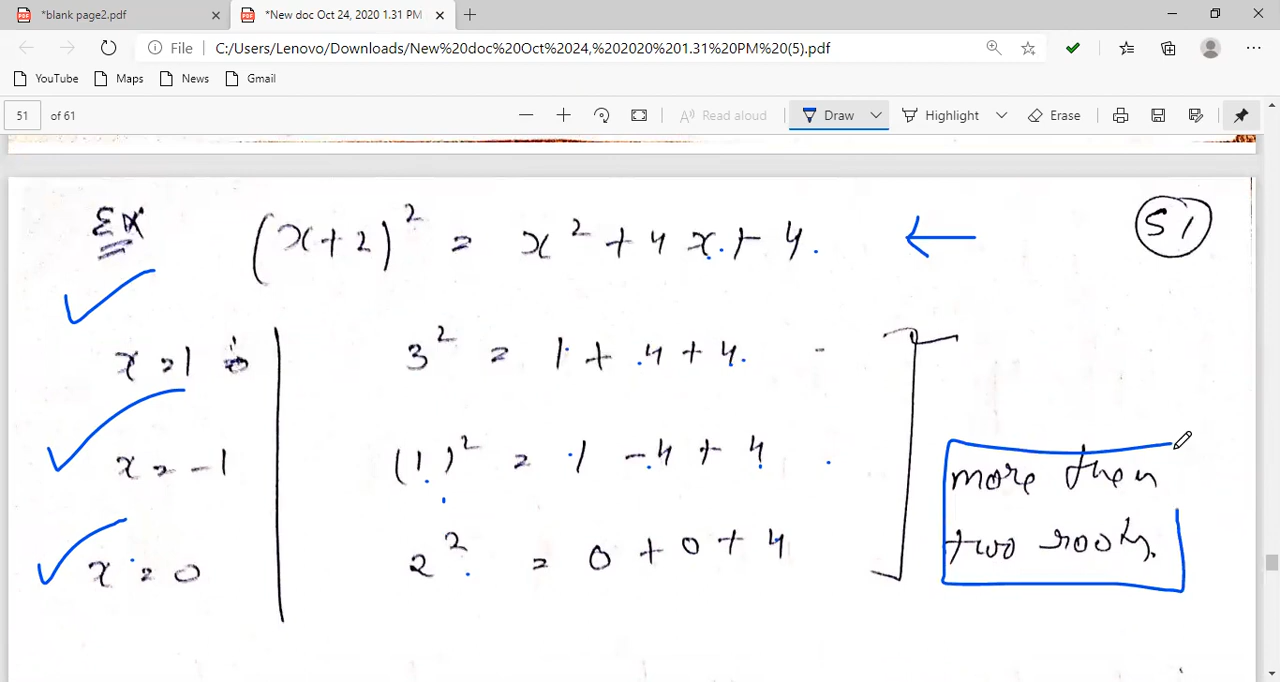 *blank page2.pdf
*New doc Oct 24, 2020 1.31 PM
File C:/Users/Lenovo/Downloads/New%20doc%20Oct%2024,%202020%201.31%20PM%20(5).pdf
YouTube Maps News Gmail
51 of 61 Read aloud Draw Highlight Erase
Ex (x+2)² = x² + 4x + 4. 51
x = 1 3² = 1 + 4 + 4.
x = -1 (1)² = 1 - 4 + 4
more then
x = 0 2² = 0 + 0 + 4
two roots.